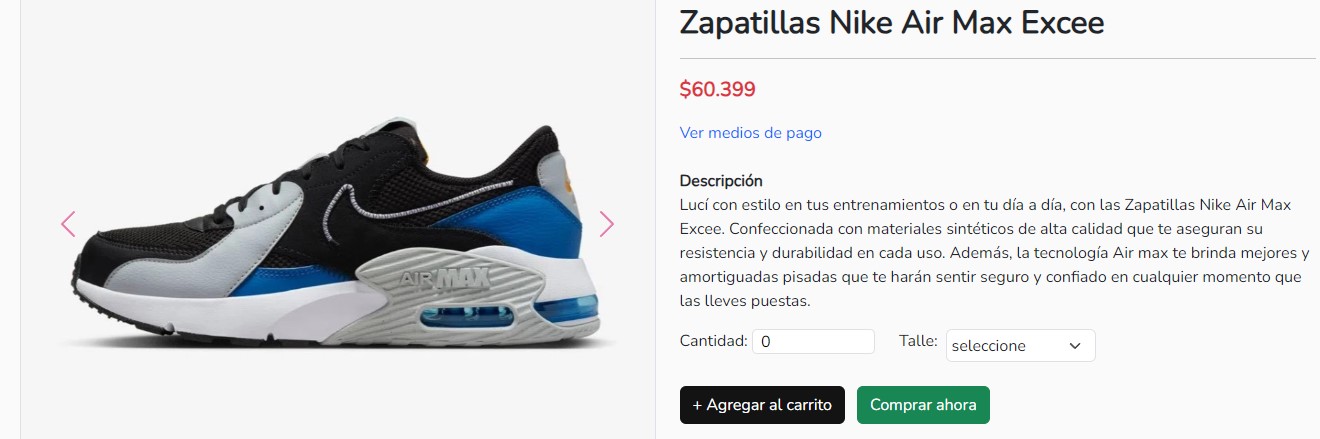 Zapatillas Nike Air Max Excee
$60.399
Ver medios de pago
Descripción
Lucí con estilo en tus entrenamientos o en tu día a día, con las Zapatillas Nike Air Max
Excee. Confeccionada con materiales sintéticos de alta calidad que te aseguran su
resistencia y durabilidad en cada uso. Además, la tecnología Air max te brinda mejores y
amortiguadas pisadas que te harán sentir seguro y confiado en cualquier momento que
las lleves puestas.
AIR MAX
Cantidad: 0 Talle: seleccione
+ Agregar al carrito Comprar ahora